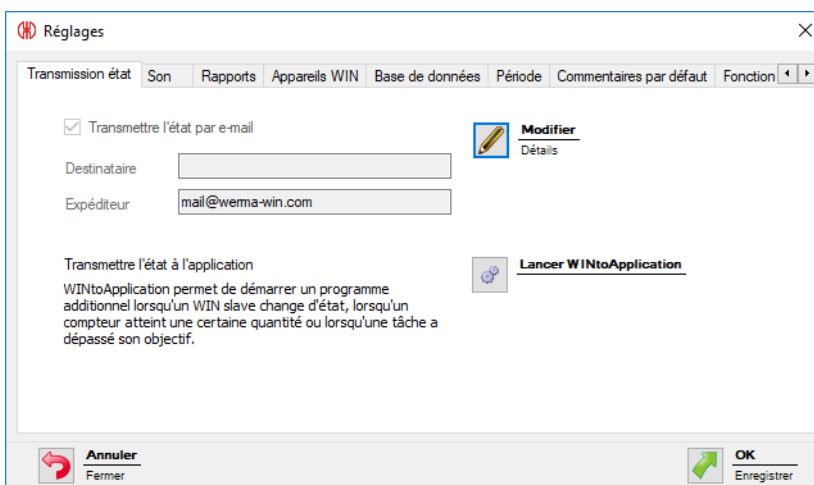 Réglages
Transmission état Son Rapports Appareils WIN Base de données Période Commentaires par défaut Fonction
Transmettre l'état par e-mail
Modifier
Détails
Destinataire
Expéditeur mail@werma-win.com
Transmettre l'état à l'application
Lancer WINtoApplication
WINtoApplication permet de démarrer un programme
additionnel lorsqu'un WIN slave change d'état, lorsqu'un
compteur atteint une certaine quantité ou lorsqu'une tâche a
dépassé son objectif.
Annuler
Fermer
OK
Enregistrer